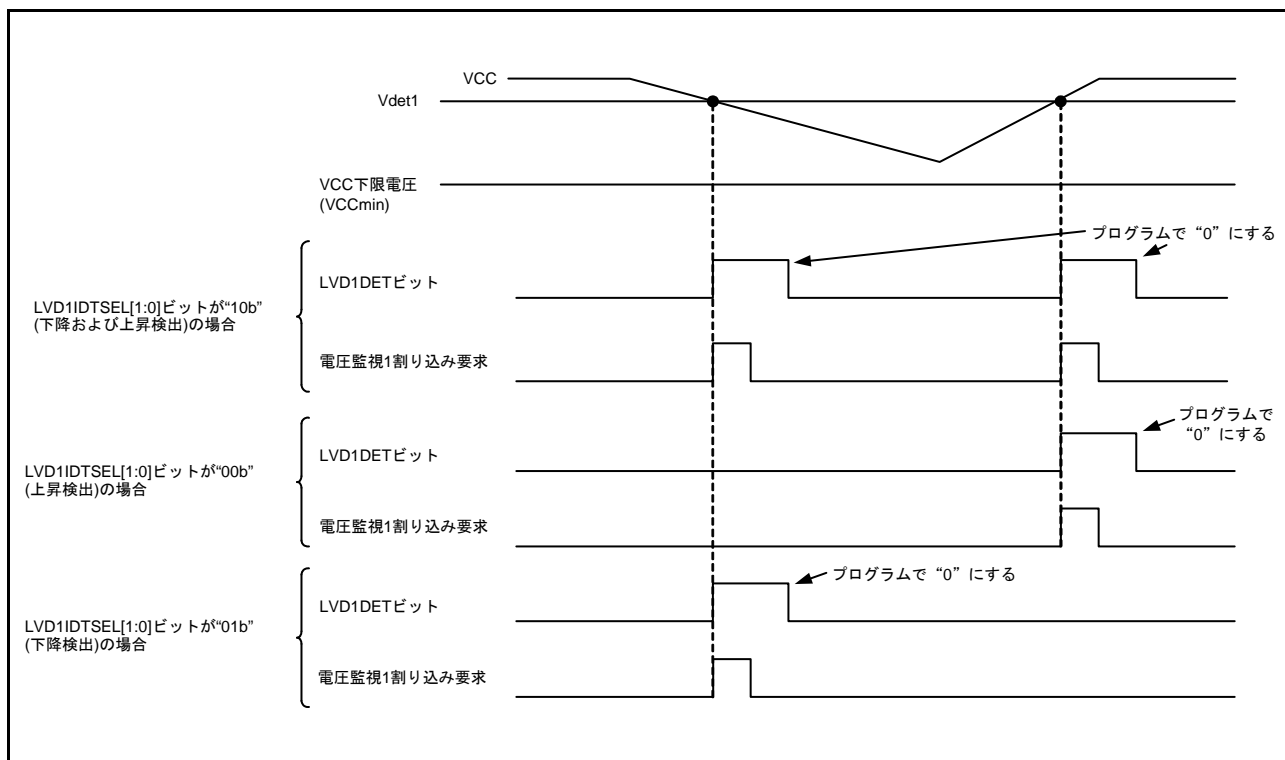 VCC
Vdet1
VCC下限電圧
(VCCmin)
プログラムで“0”にする
LVD1IDTSEL[1:0]ビットが“10b”
(下降および上昇検出)の場合
LVD1DETビット
電圧監視1割り込み要求
プログラムで
“0”にする
LVD1IDTSEL[1:0]ビットが“00b”
(上昇検出)の場合
LVD1DETビット
電圧監視1割り込み要求
プログラムで“0”にする
LVD1IDTSEL[1:0]ビットが“01b”
(下降検出)の場合
LVD1DETビット
電圧監視1割り込み要求